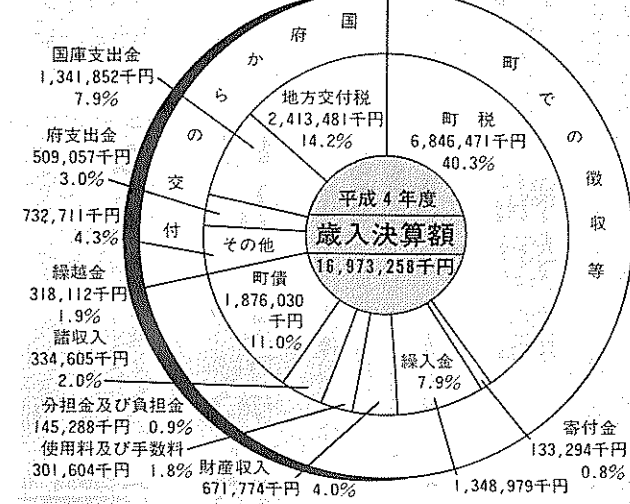 平成4年度
歳入決算額
16,973,258千円
町での徴収等
町税
6,846,471千円
40.3%
寄付金
133,294千円
0.8%
繰入金
7.9%
1,348,979千円
財産収入
671,774千円 4.0%
使用料及び手数料
301,604千円 1.8%
分担金及び負担金
145,288千円 0.9%
諸収入
334,605千円
2.0%
繰越金
318,112千円
1.9%
町債
1,876,030
千円
11.0%
その他
732,711千円
4.3%
府支出金
509,057千円
3.0%
国庫支出金
1,341,852千円
7.9%
地方交付税
2,413,481千円
14.2%
国府からの交付